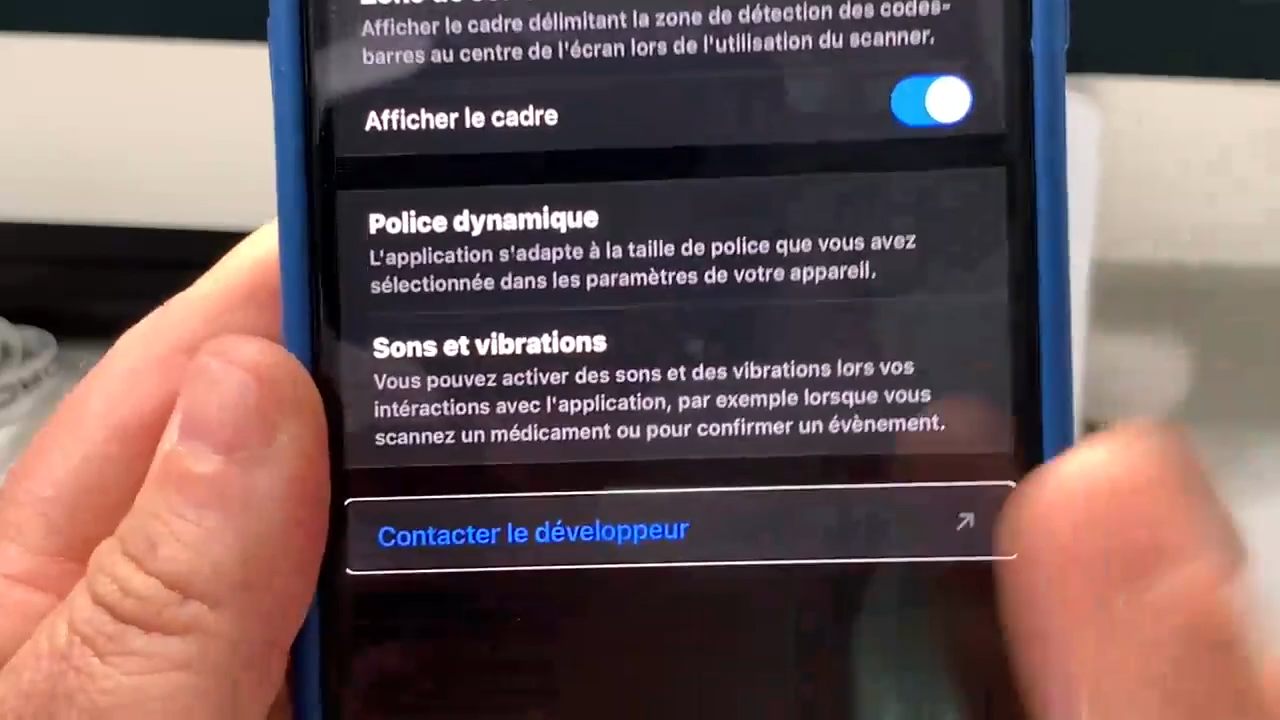 Afficher le cadre délimitant la zone de détection des codes-
barres au centre de l'écran lors de l'utilisation du scanner.
Afficher le cadre
Police dynamique
L'application s'adapte à la taille de police que vous avez
sélectionnée dans les paramètres de votre appareil.
Sons et vibrations
Vous pouvez activer des sons et des vibrations lors vos
intéractions avec l'application, par exemple lorsque vous
scannez un médicament ou pour confirmer un évènement.
Contacter le développeur